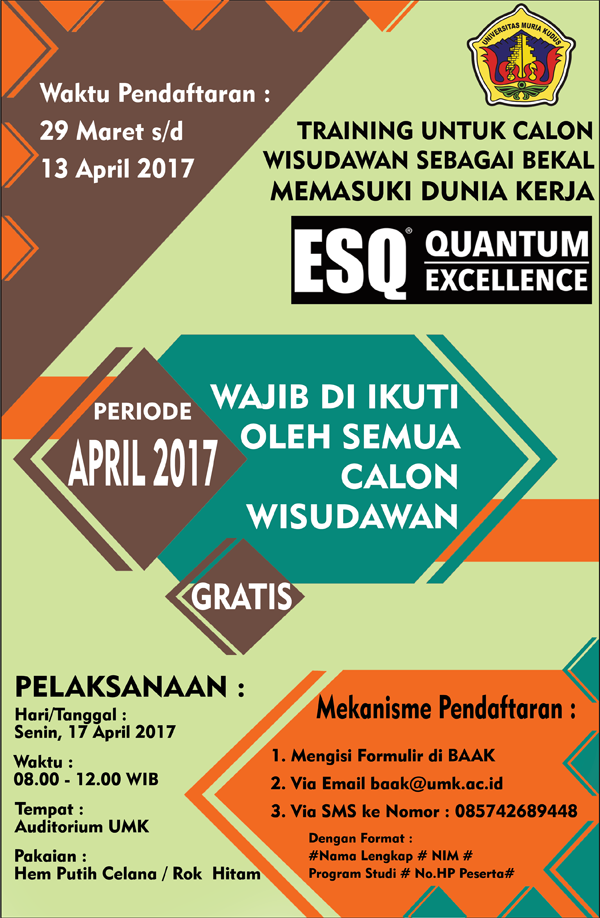 Waktu Pendaftaran :
29 Maret s/d
13 April 2017
UNIVERSITAS MURIA KUDUS
TRAINING UNTUK CALON
WISUDAWAN SEBAGAI BEKAL
MEMASUKI DUNIA KERJA
ESQ® QUANTUM
EXCELLENCE
PERIODE
APRIL 2017
WAJIB DI IKUTI
OLEH SEMUA
CALON
WISUDAWAN
GRATIS
PELAKSANAAN :
Hari/Tanggal :
Senin, 17 April 2017
Waktu :
08.00 - 12.00 WIB
Tempat :
Auditorium UMK
Pakaian :
Hem Putih Celana / Rok Hitam
Mekanisme Pendaftaran :
1. Mengisi Formulir di BAAK
2. Via Email baak@umk.ac.id
3. Via SMS ke Nomor : 085742689448
Dengan Format :
#Nama Lengkap # NIM #
Program Studi # No.HP Peserta#